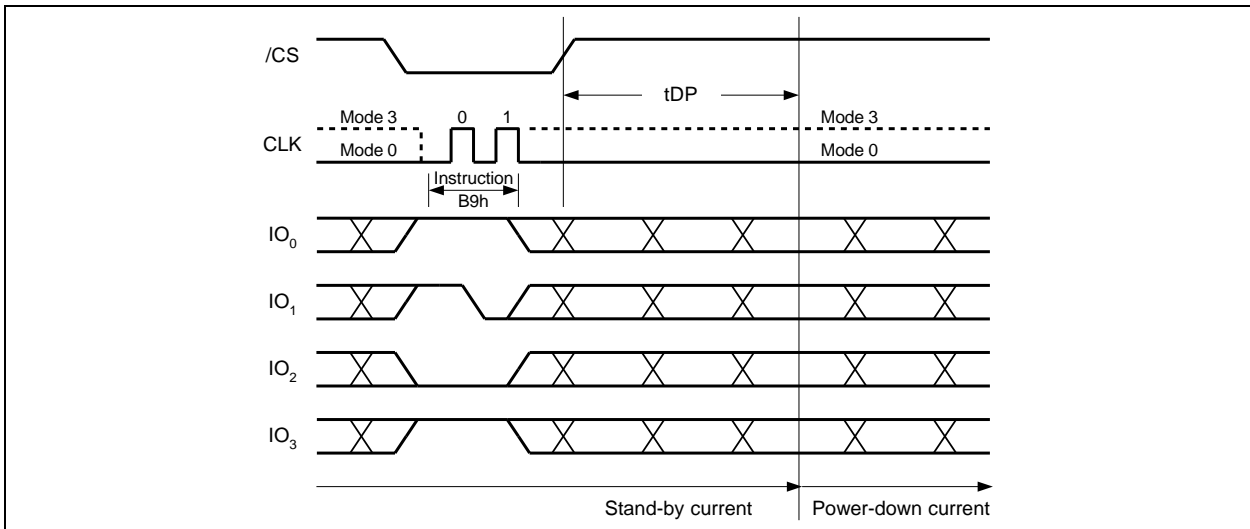 /CS
tDP
Mode 3 0 1 Mode 3
CLK
Mode 0 Mode 0
Instruction
B9h
IO0
IO1
IO2
IO3
Stand-by current Power-down current